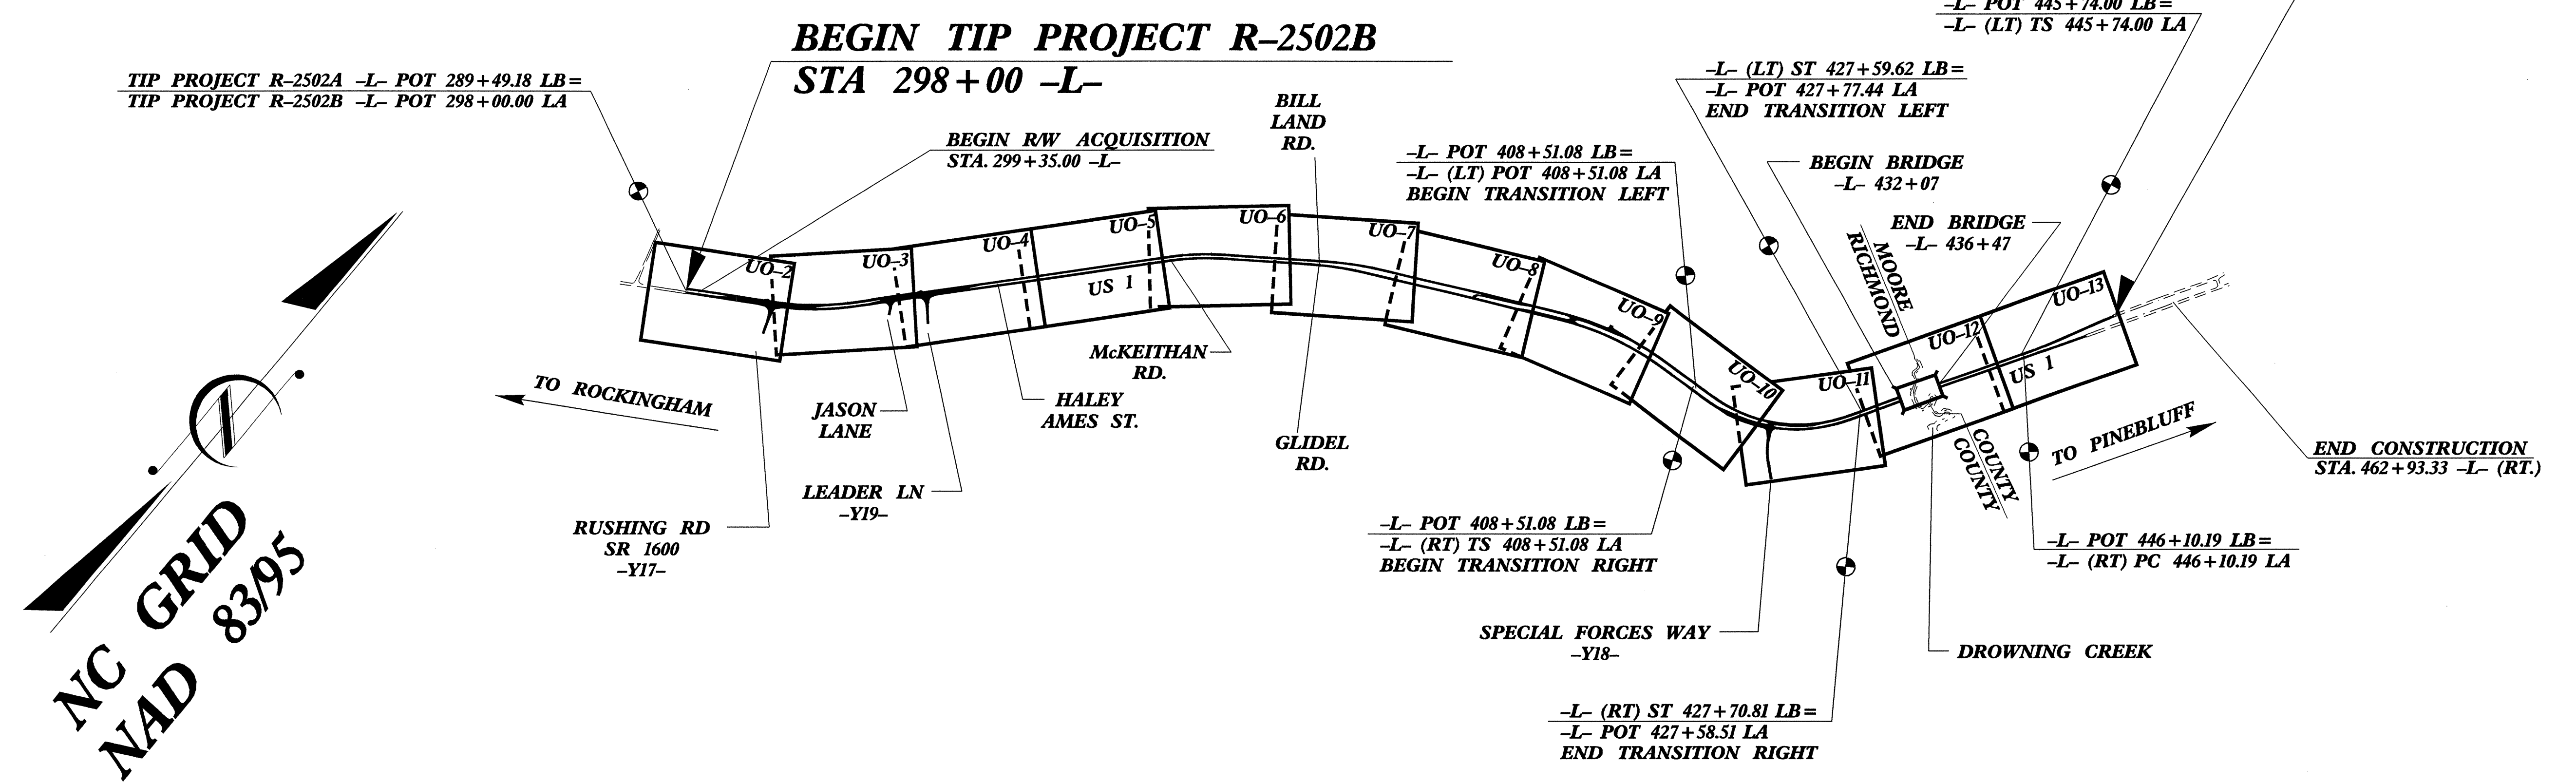 BEGIN TIP PROJECT R–2502B
STA 298+00 –L–
TIP PROJECT R–2502A –L– POT 289+49.18 LB=
TIP PROJECT R–2502B –L– POT 298+00.00 LA
BEGIN R/W ACQUISITION
STA. 299+35.00 –L–
BILL
LAND
RD.
–L– POT 408+51.08 LB=
–L– (LT) POT 408+51.08 LA
BEGIN TRANSITION LEFT
–L– (LT) ST 427+59.62 LB=
–L– POT 427+77.44 LA
END TRANSITION LEFT
–L– POT 445+74.00 LB=
–L– (LT) TS 445+74.00 LA
BEGIN BRIDGE
–L– 432+07
END BRIDGE
–L– 436+47
MOORE
RICHMOND
COUNTY
COUNTY
UO–2
UO–3
UO–4
UO–5
UO–6
UO–7
UO–8
UO–9
UO–10
UO–11
UO–12
UO–13
US 1
US 1
TO ROCKINGHAM
TO PINEBLUFF
McKEITHAN
RD.
HALEY
AMES ST.
JASON
LANE
LEADER LN
–Y19–
RUSHING RD
SR 1600
–Y17–
GLIDEL
RD.
–L– POT 408+51.08 LB=
–L– (RT) TS 408+51.08 LA
BEGIN TRANSITION RIGHT
SPECIAL FORCES WAY
–Y18–
–L– (RT) ST 427+70.81 LB=
–L– POT 427+58.51 LA
END TRANSITION RIGHT
DROWNING CREEK
–L– POT 446+10.19 LB=
–L– (RT) PC 446+10.19 LA
END CONSTRUCTION
STA. 462+93.33 –L– (RT.)
NC GRID
NAD 83/95